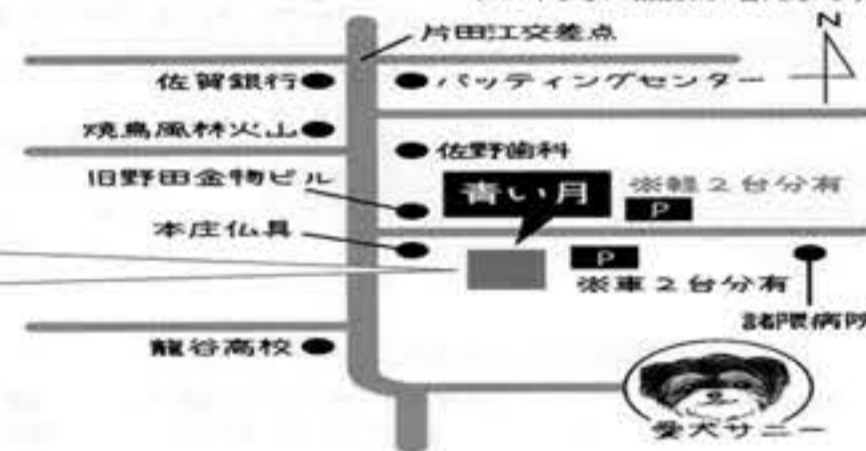 片田江交差点
N
佐賀銀行
バッティングセンター
焼鳥風林火山
佐野歯科
旧野田金物ビル
青い月
※軽2台分有
P
本庄仏具
P
※車2台分有
諸隈病院
龍谷高校
愛犬サニー